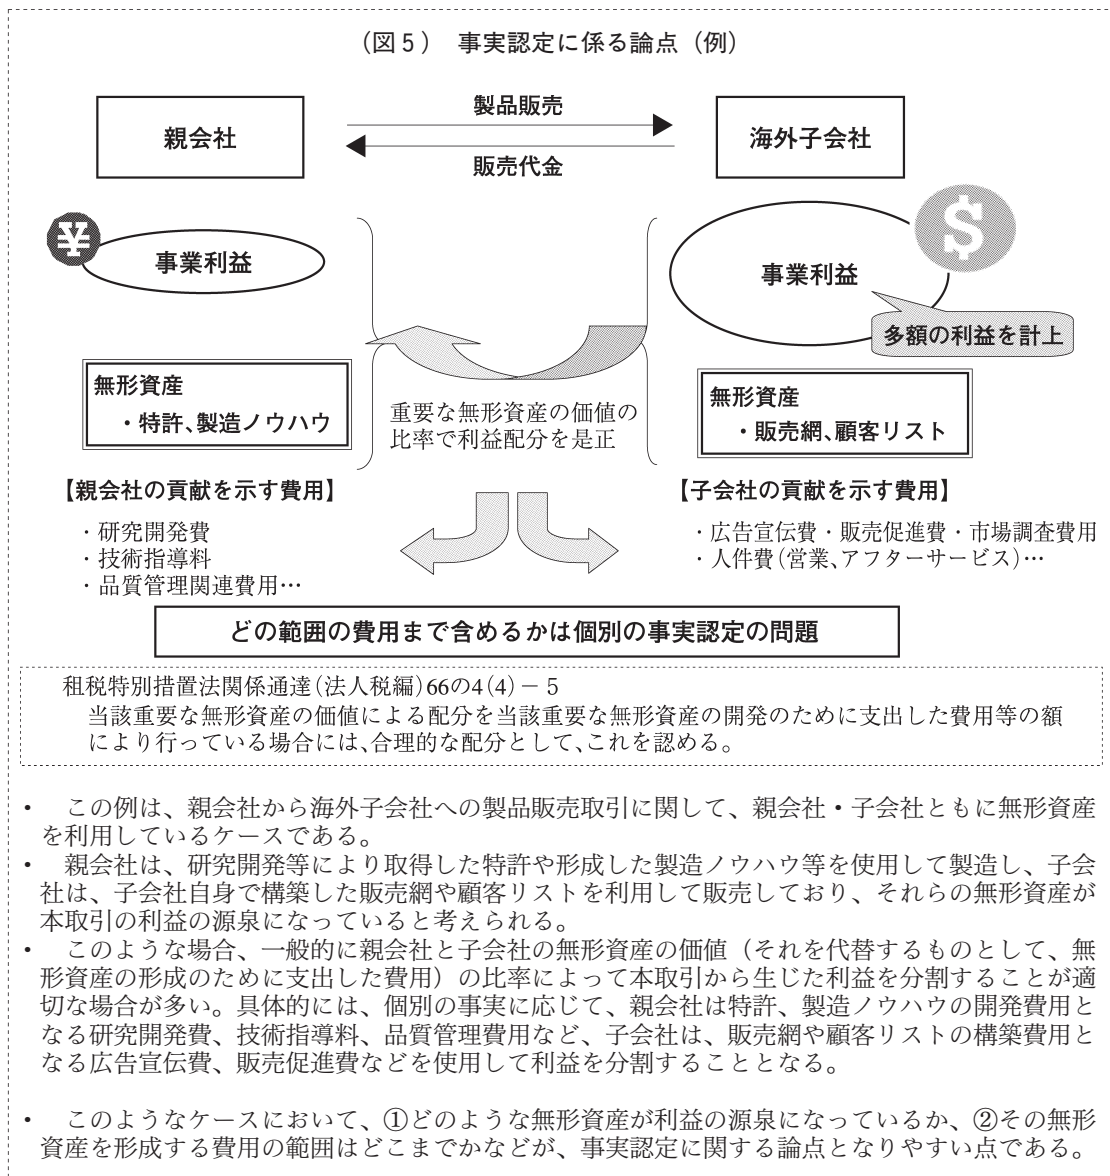 （図５） 事実認定に係る論点（例）
親会社
製品販売
販売代金
海外子会社
¥
事業利益
$
事業利益
多額の利益を計上
無形資産
・特許、製造ノウハウ
重要な無形資産の価値の
比率で利益配分を是正
無形資産
・販売網、顧客リスト
【親会社の貢献を示す費用】
・研究開発費
・技術指導料
・品質管理関連費用…
【子会社の貢献を示す費用】
・広告宣伝費・販売促進費・市場調査費用
・人件費（営業、アフターサービス）…
どの範囲の費用まで含めるかは個別の事実認定の問題
租税特別措置法関係通達（法人税編）66の4（4）－５
当該重要な無形資産の価値による配分を当該重要な無形資産の開発のために支出した費用等の額
により行っている場合には、合理的な配分として、これを認める。
・ この例は、親会社から海外子会社への製品販売取引に関して、親会社・子会社ともに無形資産
を利用しているケースである。
・ 親会社は、研究開発等により取得した特許や形成した製造ノウハウ等を使用して製造し、子会
社は、子会社自身で構築した販売網や顧客リストを利用して販売しており、それらの無形資産が
本取引の利益の源泉になっていると考えられる。
・ このような場合、一般的に親会社と子会社の無形資産の価値（それを代替するものとして、無
形資産の形成のために支出した費用）の比率によって本取引から生じた利益を分割することが適
切な場合が多い。具体的には、個別の事実に応じて、親会社は特許、製造ノウハウの開発費用と
なる研究開発費、技術指導料、品質管理費用など、子会社は、販売網や顧客リストの構築費用と
なる広告宣伝費、販売促進費などを使用して利益を分割することとなる。
・ このようなケースにおいて、①どのような無形資産が利益の源泉になっているか、②その無形
資産を形成する費用の範囲はどこまでかなどが、事実認定に関する論点となりやすい点である。